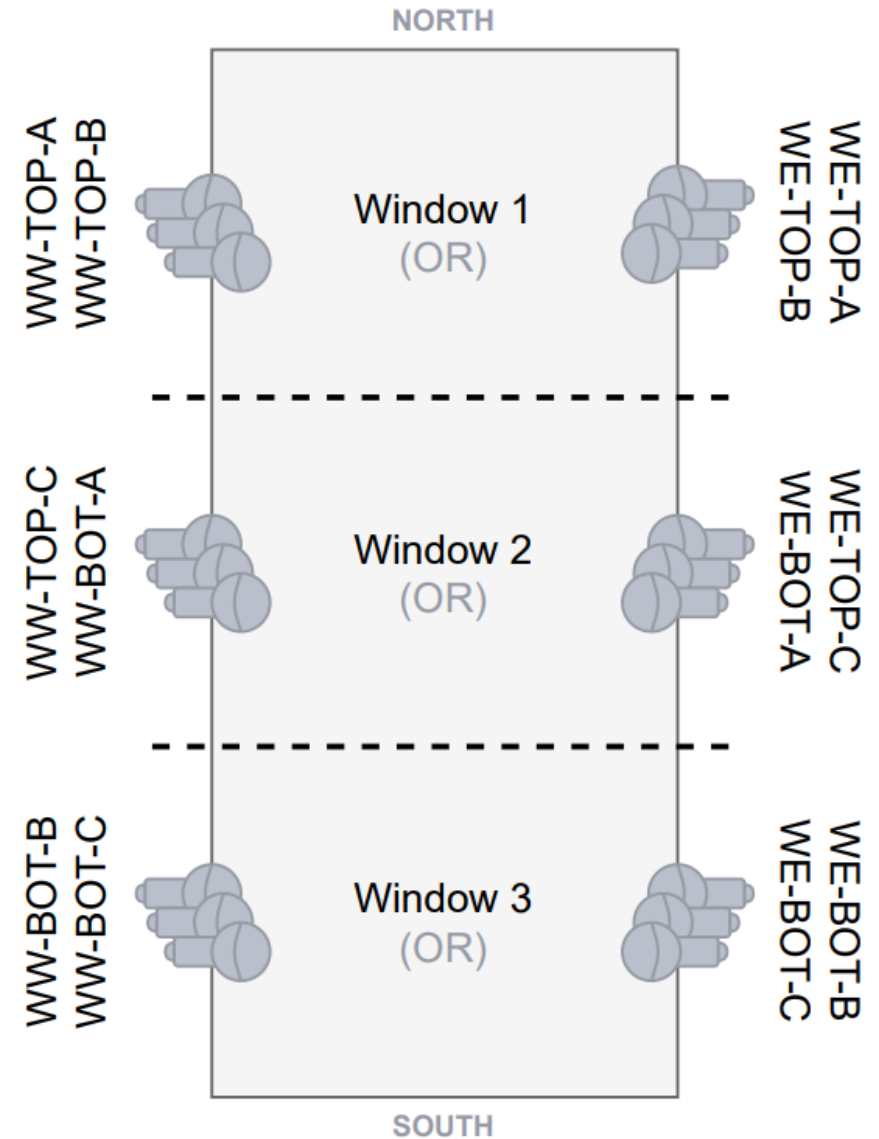 NORTH
WW-TOP-A
WW-TOP-B
Window 1
(OR)
WE-TOP-A
WE-TOP-B
WW-TOP-C
WW-BOT-A
Window 2
(OR)
WE-TOP-C
WE-BOT-A
WW-BOT-B
WW-BOT-C
Window 3
(OR)
WE-BOT-B
WE-BOT-C
SOUTH